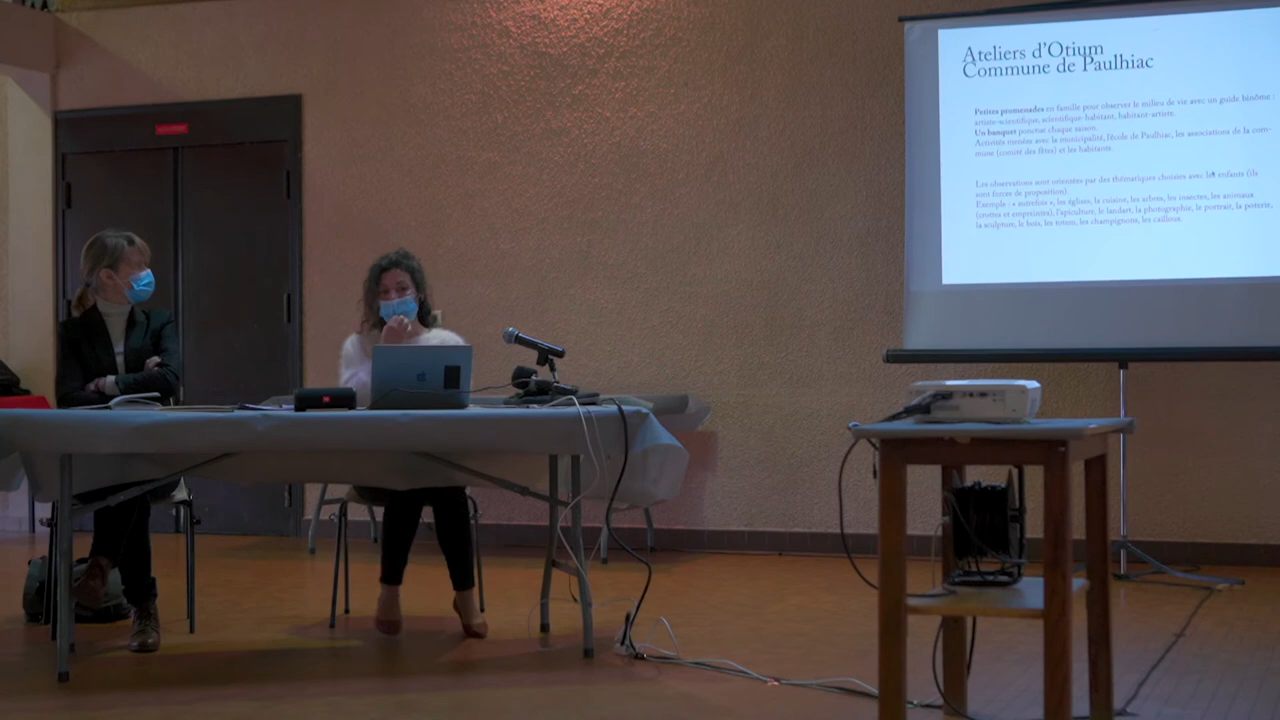 Ateliers d'Otium
Commune de Paulhiac
Petites promenades en famille pour observer le milieu de vie avec un guide binôme :
artiste-scientifique, scientifique-habitant, habitant-artiste.
Un banquet ponctue chaque saison.
Activités menées avec la municipalité, l'école de Paulhiac, les associations de la com-
mune (comité des fêtes) et les habitants.
Les observations sont orientées par des thématiques choisies avec les enfants (ils
sont forces de proposition).
Exemple : « autrefois », les églises, la cuisine, les arbres, les insectes, les animaux
(crottes et empreintes), l'apiculture, le landart, la photographie, le portrait, la poterie,
la sculpture, le bois, les totem, les champignons, les cailloux.